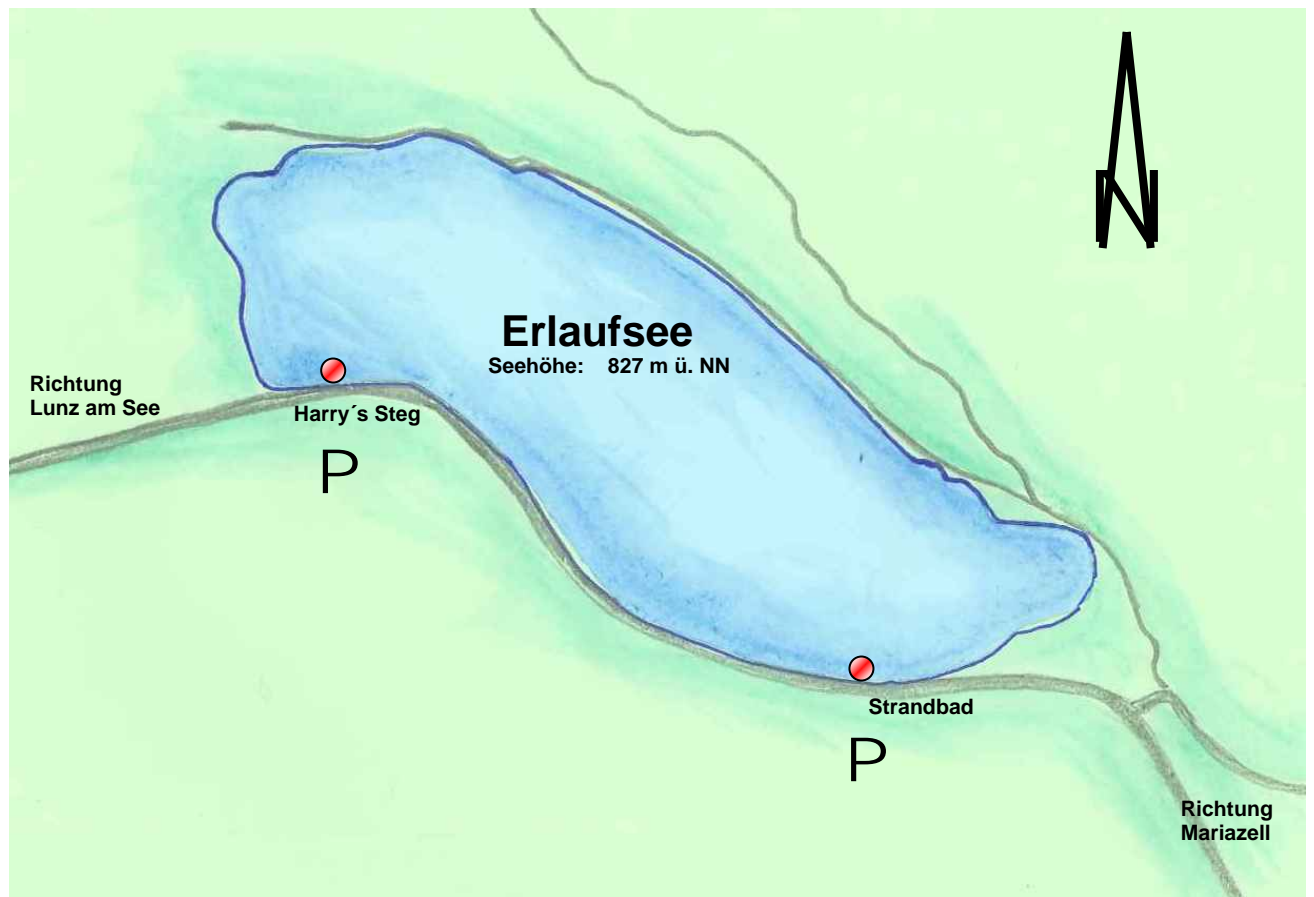 N
Erlaufsee
Seehöhe: 827 m ü. NN
Richtung
Lunz am See
Harry´s Steg
P
Strandbad
P
Richtung
Mariazell